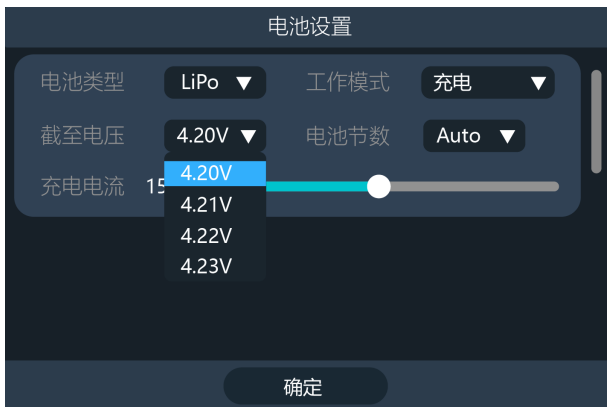 电池设置
电池类型 LiPo ▼ 工作模式 充电 ▼
截至电压 4.20V ▼ 电池节数 Auto ▼
充电电流 15
4.20V
4.21V
4.22V
4.23V
确定